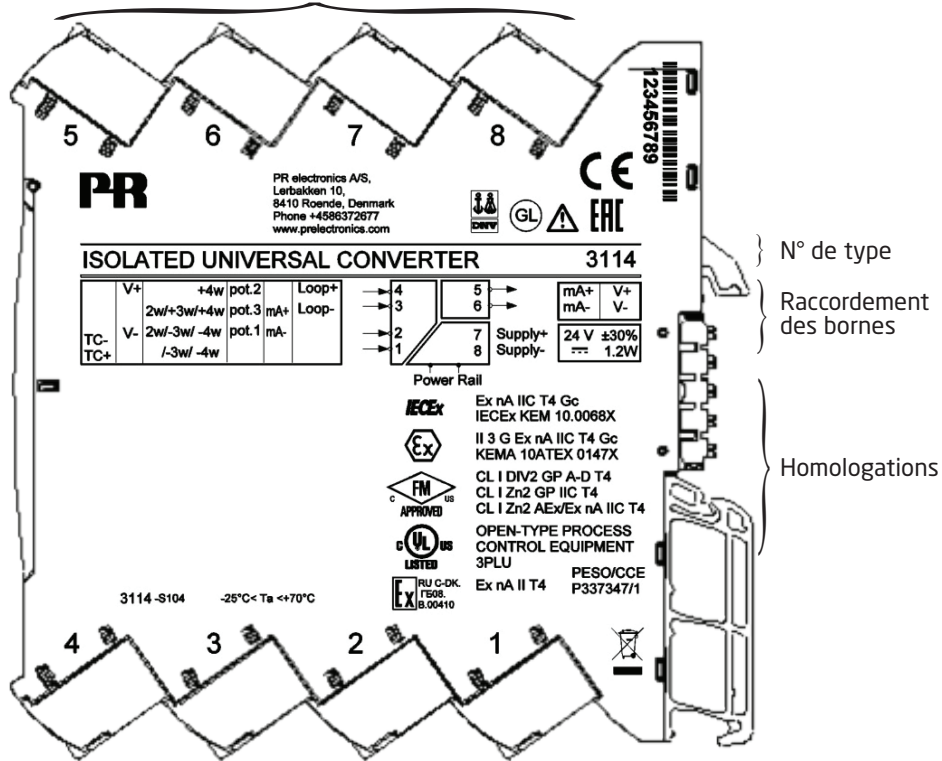 5 6 7 8
123456789
PR
PR electronics A/S,
Lerbakken 10,
8410 Roende, Denmark
Phone +4586372677
www.prelectronics.com
CE
DNV GL EAC
N° de type
ISOLATED UNIVERSAL CONVERTER 3114
Raccordement
des bornes
V+ +4w pot.2 Loop+ 4 5 mA+ V+
2w/+3w/+4w pot.3 mA+ Loop- 3 6 mA- V-
TC- V- 2w/-3w/ -4w pot.1 mA- 2 7 Supply+ 24 V ±30%
TC+ /-3w/ -4w 1 8 Supply- 1.2W
Power Rail
IECEx
Ex nA IIC T4 Gc
IECEx KEM 10.0068X
Ex
II 3 G Ex nA IIC T4 Gc
KEMA 10ATEX 0147X
Homologations
C FM US
APPROVED
CL I DIV2 GP A-D T4
CL I Zn2 GP IIC T4
CL I Zn2 AEx/Ex nA IIC T4
C UL US
LISTED
OPEN-TYPE PROCESS
CONTROL EQUIPMENT
3PLU
Ex
RU C-DK.
ГБ08.
B.00410
Ex nA II T4
PESO/CCE
P337347/1
3114 -S104 -25°C< Ta <+70°C
4 3 2 1